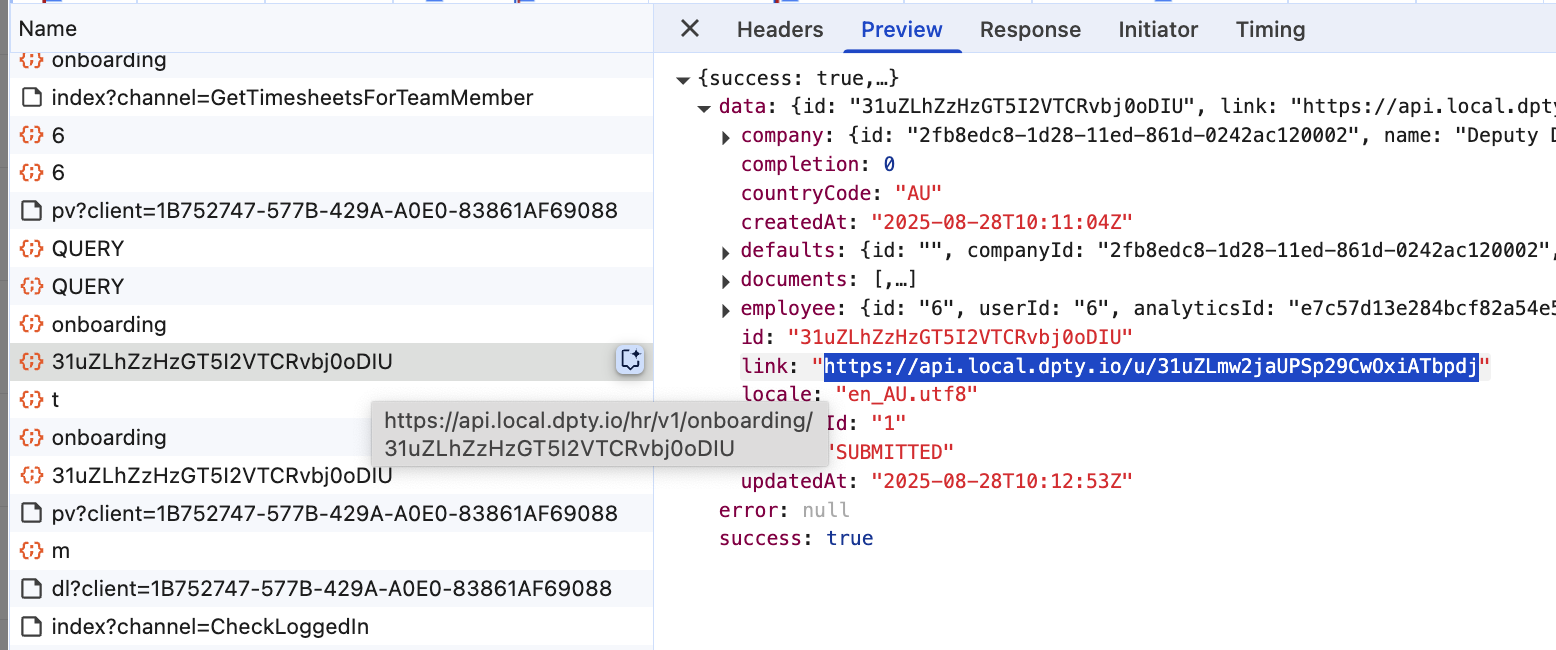 Name
onboarding
index?channel=GetTimesheetsForTeamMember
6
6
pv?client=1B752747-577B-429A-A0E0-83861AF69088
QUERY
QUERY
onboarding
31uZLhZzHzGT5I2VTCRvbj0oDIU
t
onboarding
31uZLhZzHzGT5I2VTCRvbj0oDIU
pv?client=1B752747-577B-429A-A0E0-83861AF69088
m
dl?client=1B752747-577B-429A-A0E0-83861AF69088
index?channel=CheckLoggedIn
https://api.local.dpty.io/hr/v1/onboarding/
31uZLhZzHzGT5I2VTCRvbj0oDIU
Headers Preview Response Initiator Timing
{success: true,…}
data: {id: "31uZLhZzHzGT5I2VTCRvbj0oDIU", link: "https://api.local.dpty
company: {id: "2fb8edc8-1d28-11ed-861d-0242ac120002", name: "Deputy D
completion: 0
countryCode: "AU"
createdAt: "2025-08-28T10:11:04Z"
defaults: {id: "", companyId: "2fb8edc8-1d28-11ed-861d-0242ac120002",
documents: [,…]
employee: {id: "6", userId: "6", analyticsId: "e7c57d13e284bcf82a54e5
id: "31uZLhZzHzGT5I2VTCRvbj0oDIU"
link: "https://api.local.dpty.io/u/31uZLmw2jaUPSp29CwOxiATbpdj"
locale: "en_AU.utf8"
Id: "1"
"SUBMITTED"
updatedAt: "2025-08-28T10:12:53Z"
error: null
success: true